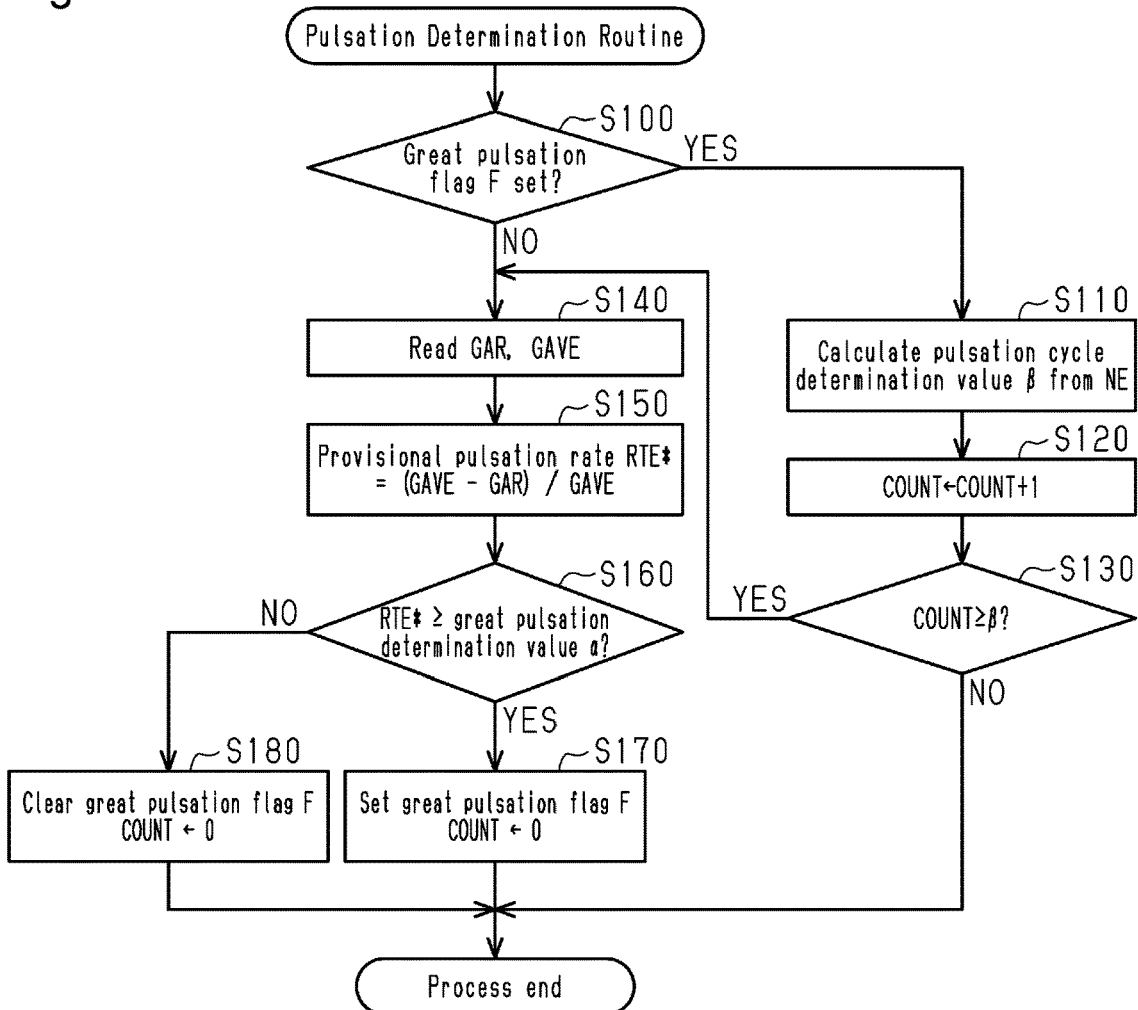 Pulsation Determination Routine
S100
Great pulsation
flag F set?
YES
NO
S140
Read GAR, GAVE
S150
Provisional pulsation rate RTE*
= (GAVE - GAR) / GAVE
S160
RTE* ≥ great pulsation
determination value α?
NO
YES
S180
Clear great pulsation flag F
COUNT ← 0
S170
Set great pulsation flag F
COUNT ← 0
S110
Calculate pulsation cycle
determination value β from NE
S120
COUNT←COUNT+1
S130
COUNT≥β?
YES
NO
Process end